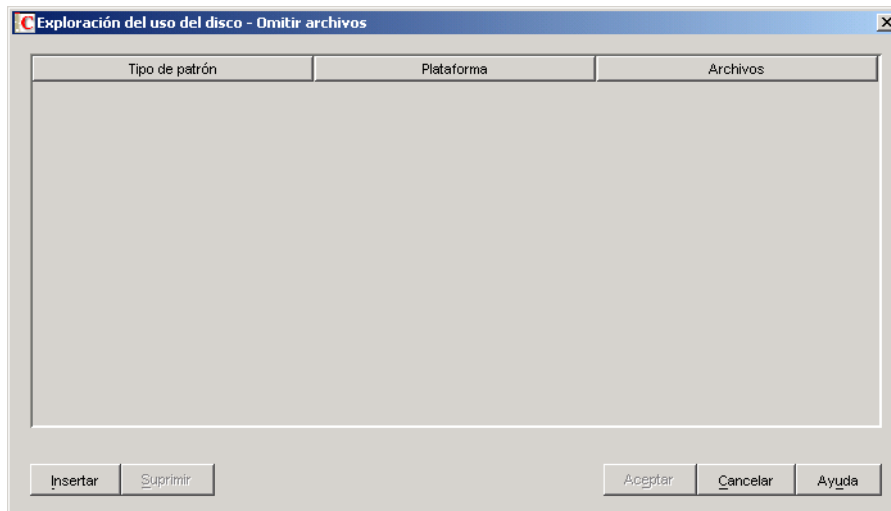 Exploración del uso del disco - Omitir archivos
Tipo de patrón Plataforma Archivos
Insertar Suprimir Aceptar Cancelar Ayuda